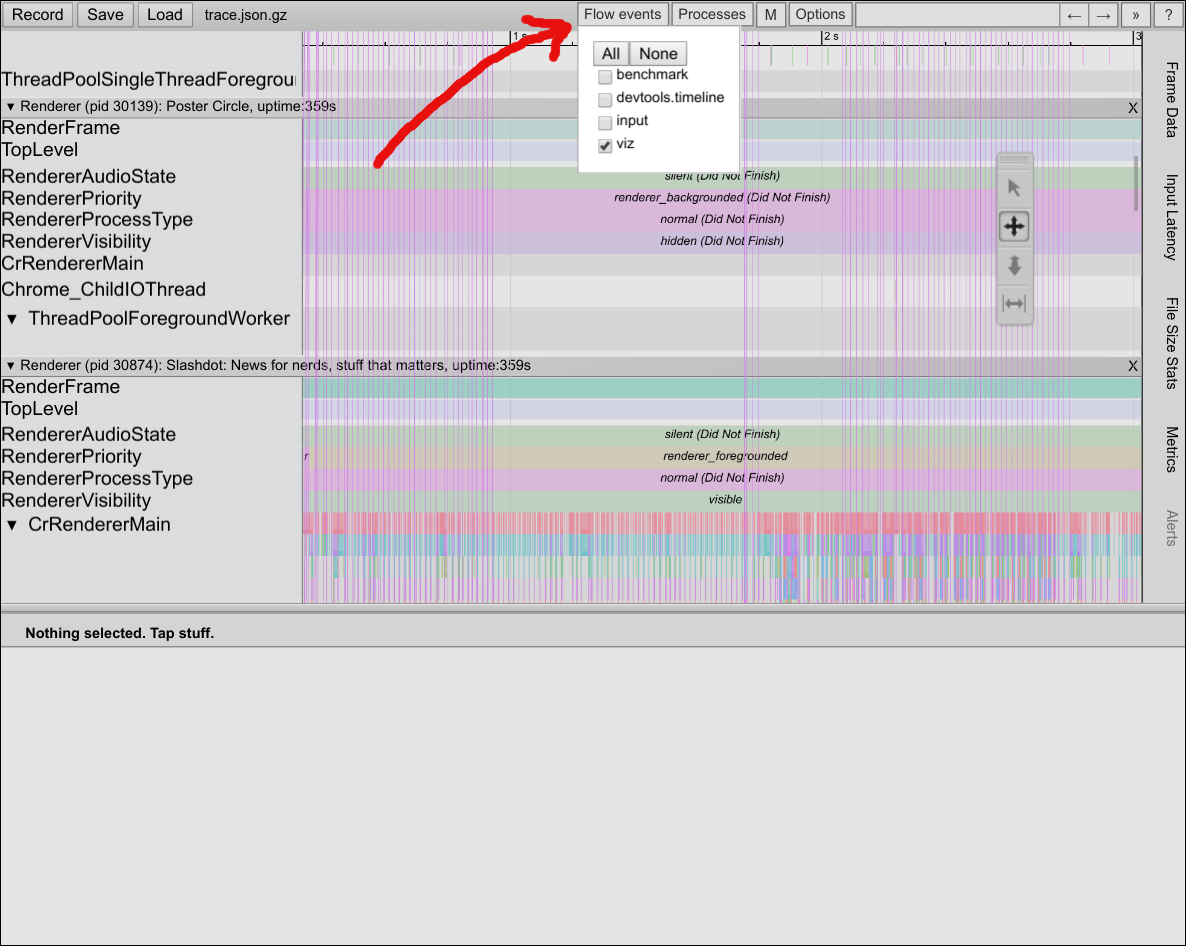 Record Save Load trace.json.gz Flow events Processes M Options ← → » ?
1 s 2 s 3
All None
benchmark
devtools.timeline
input
viz
ThreadPoolSingleThreadForegrou
▼ Renderer (pid 30139): Poster Circle, uptime:359s X
RenderFrame
TopLevel
RendererAudioState silent (Did Not Finish)
RendererPriority renderer_backgrounded (Did Not Finish)
RendererProcessType normal (Did Not Finish)
RendererVisibility hidden (Did Not Finish)
CrRendererMain
Chrome_ChildIOThread
▼ ThreadPoolForegroundWorker
▼ Renderer (pid 30874): Slashdot: News for nerds, stuff that matters, uptime:359s X
RenderFrame
TopLevel
RendererAudioState silent (Did Not Finish)
RendererPriority r renderer_foregrounded
RendererProcessType normal (Did Not Finish)
RendererVisibility visible
▼ CrRendererMain
Frame Data
Input Latency
File Size Stats
Metrics
Alerts
Nothing selected. Tap stuff.